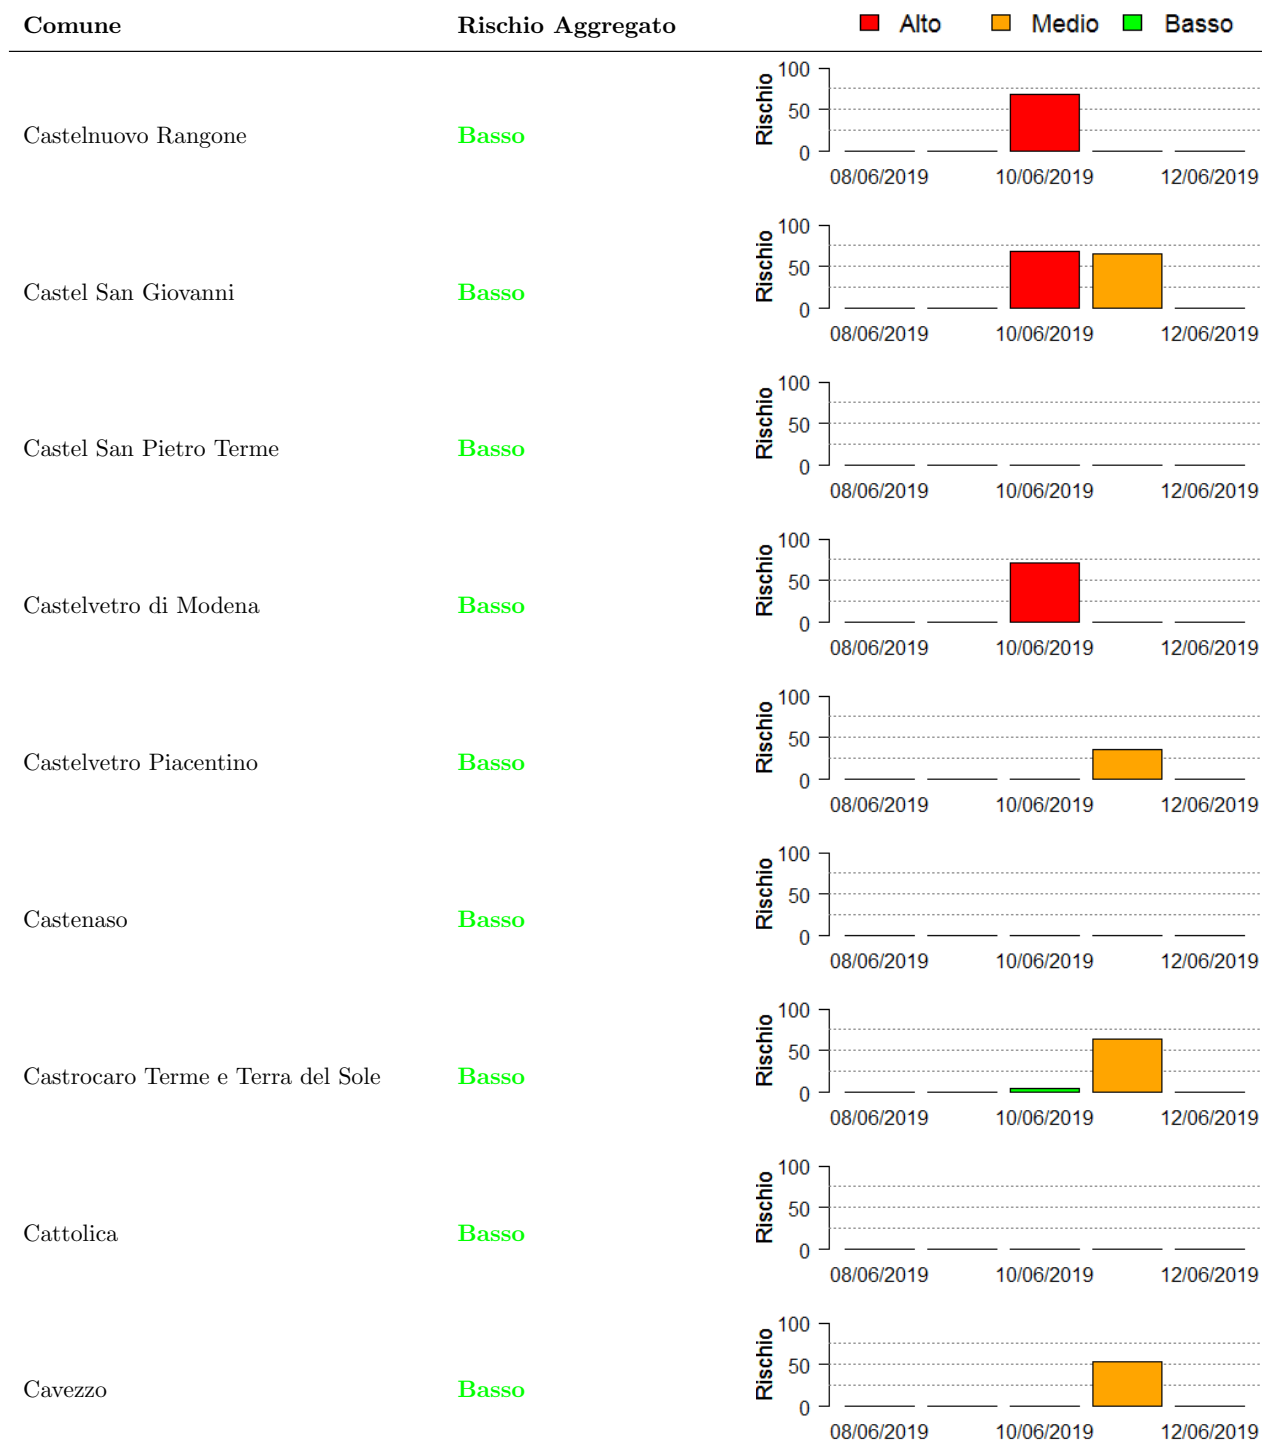 Comune Rischio Aggregato Alto Medio Basso
100
50
0
Rischio
Castelnuovo Rangone Basso
08/06/2019 10/06/2019 12/06/2019
100
50
0
Rischio
Castel San Giovanni Basso
08/06/2019 10/06/2019 12/06/2019
100
50
0
Rischio
Castel San Pietro Terme Basso
08/06/2019 10/06/2019 12/06/2019
100
50
0
Rischio
Castelvetro di Modena Basso
08/06/2019 10/06/2019 12/06/2019
100
50
0
Rischio
Castelvetro Piacentino Basso
08/06/2019 10/06/2019 12/06/2019
100
50
0
Rischio
Castenaso Basso
08/06/2019 10/06/2019 12/06/2019
100
50
0
Rischio
Castrocaro Terme e Terra del Sole Basso
08/06/2019 10/06/2019 12/06/2019
100
50
0
Rischio
Cattolica Basso
08/06/2019 10/06/2019 12/06/2019
100
50
0
Rischio
Cavezzo Basso
08/06/2019 10/06/2019 12/06/2019